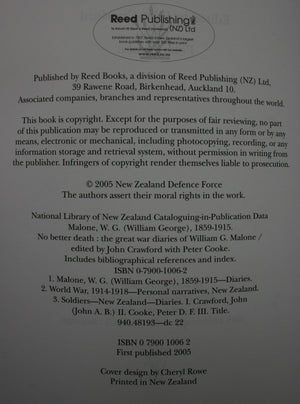 Reed Publishing
(NZ) Ltd
www.reed.co.nz
Published by Reed Books, a division of Reed Publishing (NZ) Ltd,
39 Rawene Road, Birkenhead, Auckland 10.
Associated companies, branches and representatives throughout the world.
This book is copyright. Except for the purposes of fair reviewing, no part
of this publication may be reproduced or transmitted in any form or by any
means, electronic or mechanical, including photocopying, recording, or any
information storage and retrieval system, without permission in writing from
the publisher. Infringers of copyright render themselves liable to prosecution.
© 2005 New Zealand Defence Force
The authors assert their moral rights in the work.
National Library of New Zealand Cataloguing-in-Publication Data
Malone, W. G. (William George), 1859-1915.
No better death : the great war diaries of William G. Malone /
edited by John Crawford with Peter Cooke.
Includes bibliographical references and index.
ISBN 0-7900-1006-2
1. Malone, W. G. (William George), 1859-1915—Diaries.
2. World War, 1914-1918—Personal narratives, New Zealand.
3. Soldiers—New Zealand—Diaries. I. Crawford, John
(John A. B.) II. Cooke, Peter D. F. III. Title.
940.48193—dc 22
ISBN 0 7900 1006 2
First published 2005
Cover design by Cheryl Rowe
Printed in New Zealand